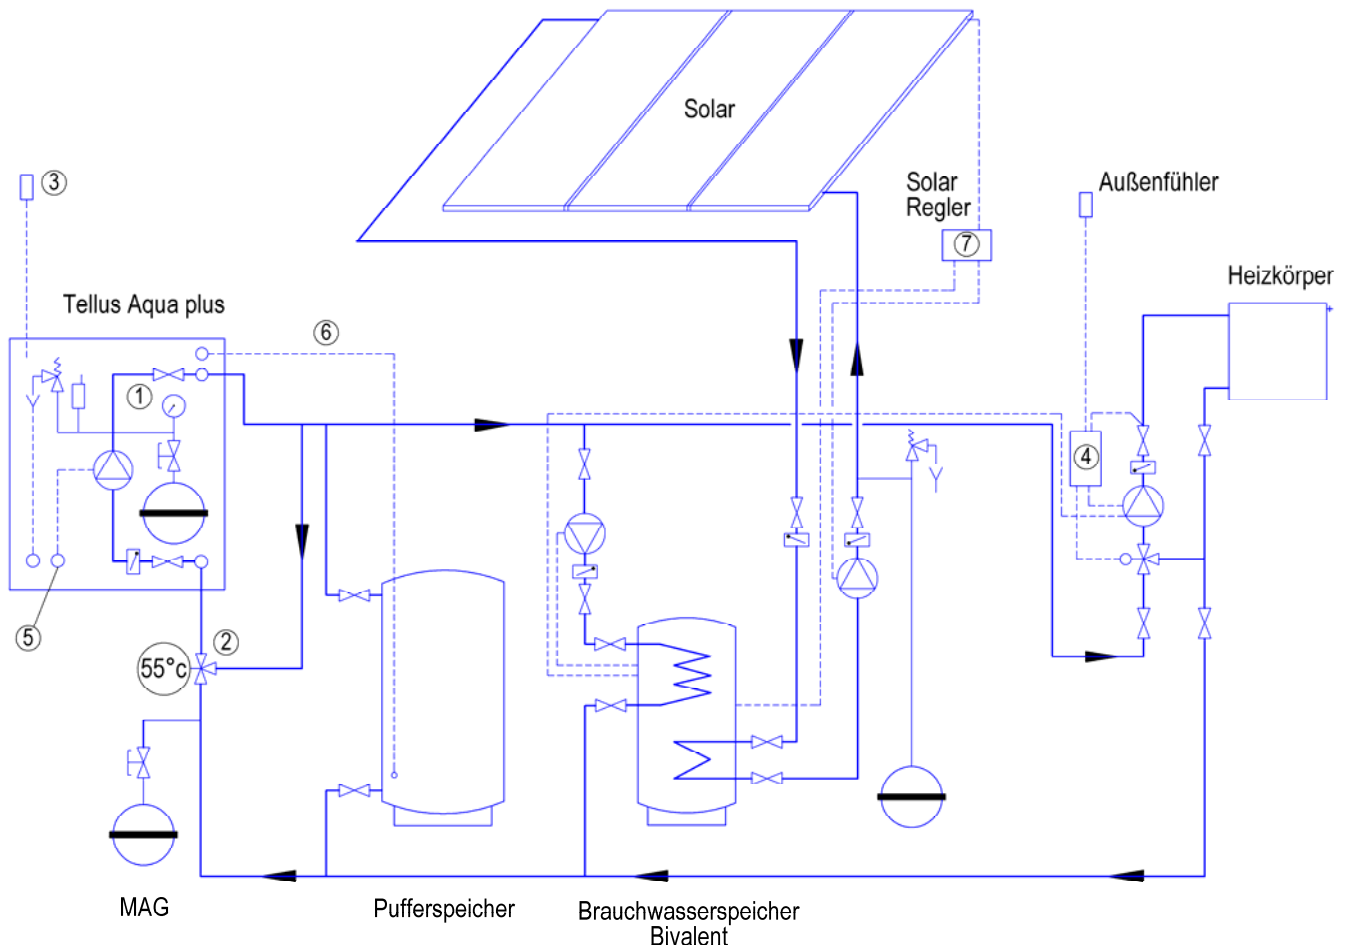 Solar
③
Solar
Regler
Außenfühler
⑦
Heizkörper
Tellus Aqua plus
⑥
①
④
⑤
②
55°c
MAG
Pufferspeicher
Brauchwasserspeicher
Bivalent